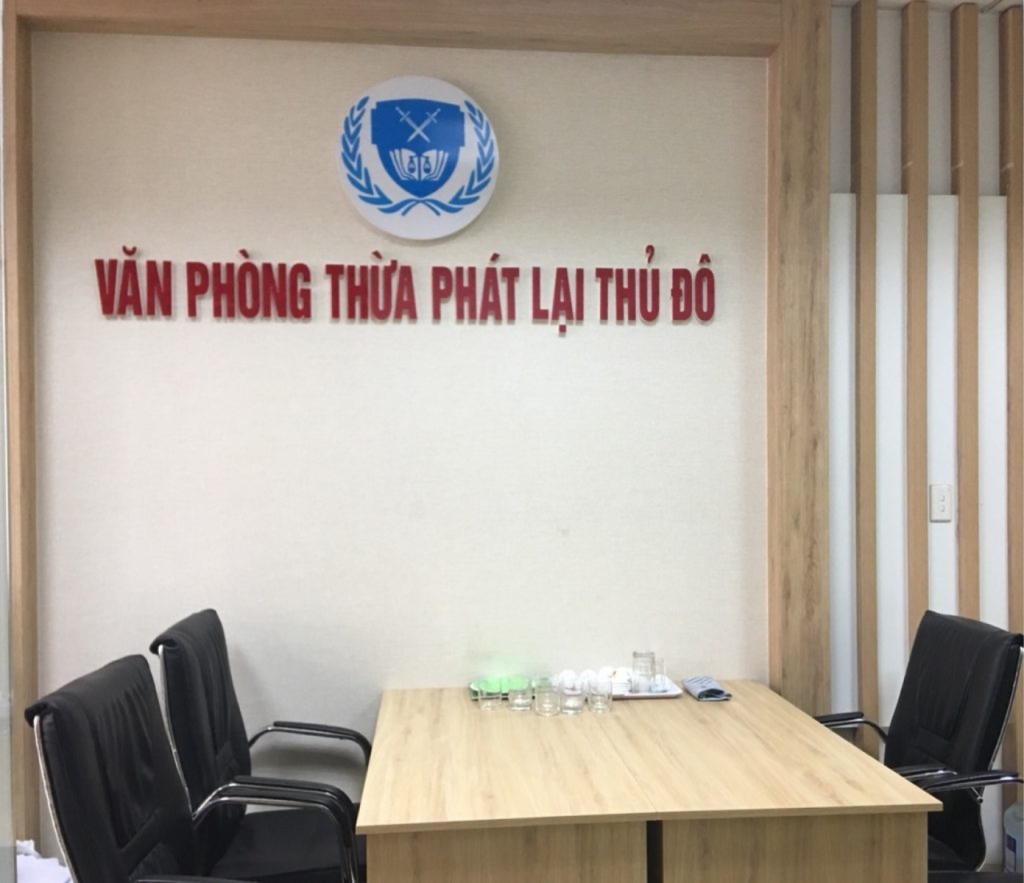 VĂN PHÒNG THỪA PHÁT LẠI THỦ ĐÔ